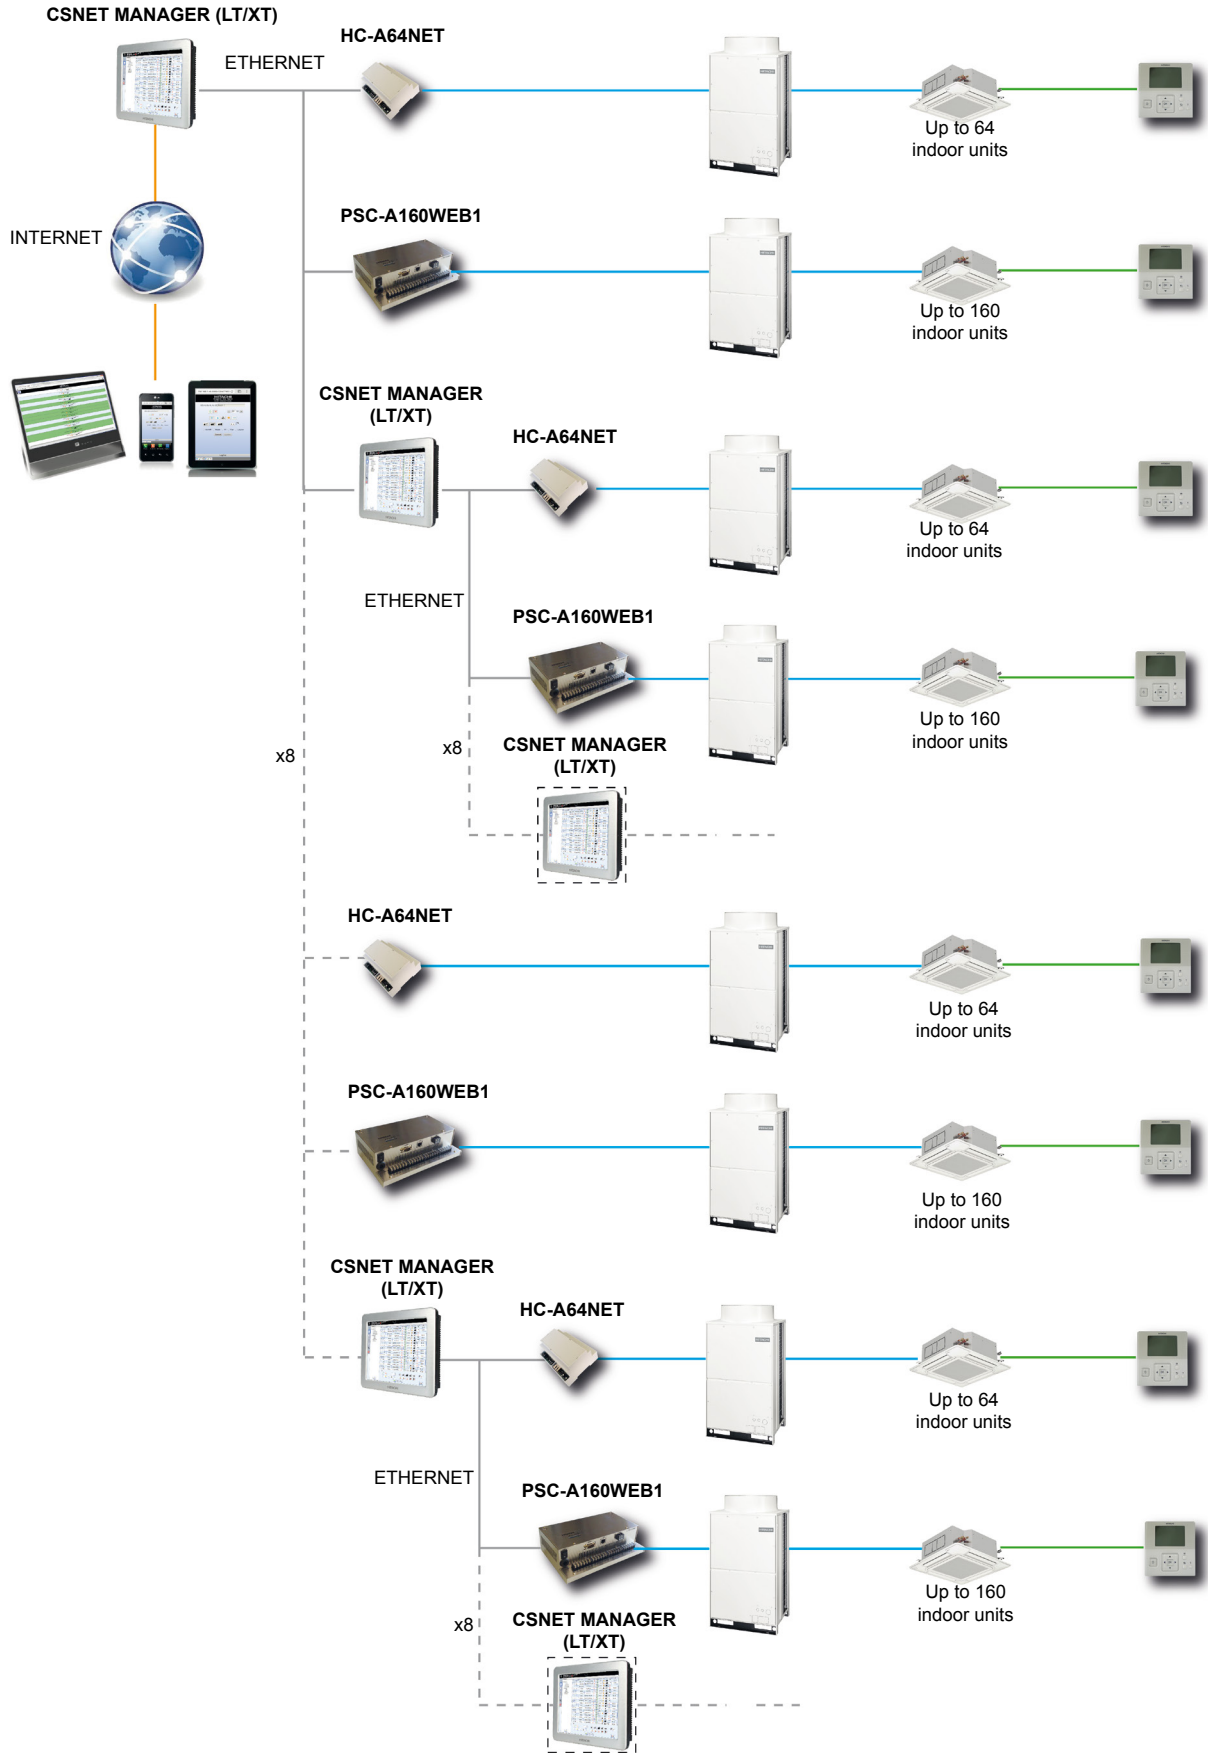 CSNET MANAGER (LT/XT)
HC-A64NET
ETHERNET
Up to 64
indoor units
PSC-A160WEB1
INTERNET
HITACHI
Up to 160
indoor units
CSNET MANAGER
(LT/XT)
HC-A64NET
Up to 64
indoor units
ETHERNET
PSC-A160WEB1
Up to 160
indoor units
x8
x8
CSNET MANAGER
(LT/XT)
HC-A64NET
Up to 64
indoor units
PSC-A160WEB1
Up to 160
indoor units
CSNET MANAGER
(LT/XT)
HC-A64NET
Up to 64
indoor units
ETHERNET
PSC-A160WEB1
Up to 160
indoor units
x8
CSNET MANAGER
(LT/XT)